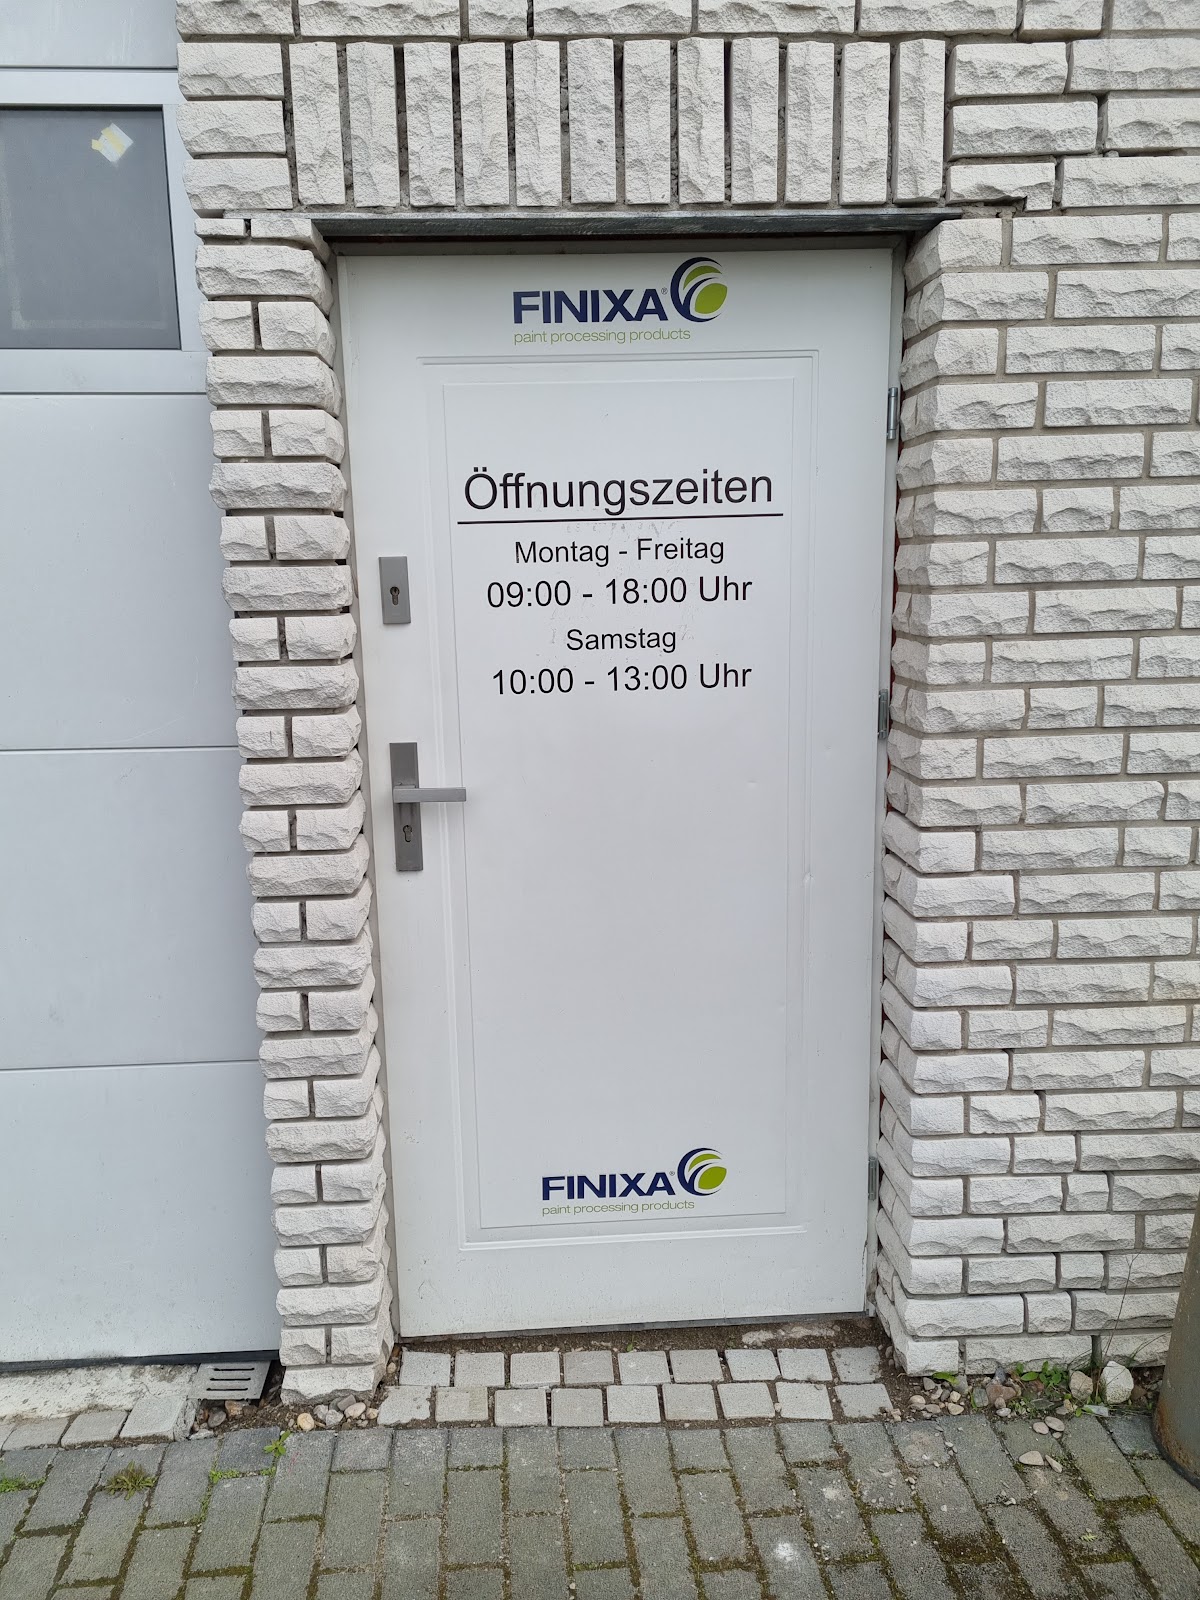 FINIXA®
paint processing products
Öffnungszeiten
Montag - Freitag
09:00 - 18:00 Uhr
Samstag
10:00 - 13:00 Uhr
FINIXA®
paint processing products